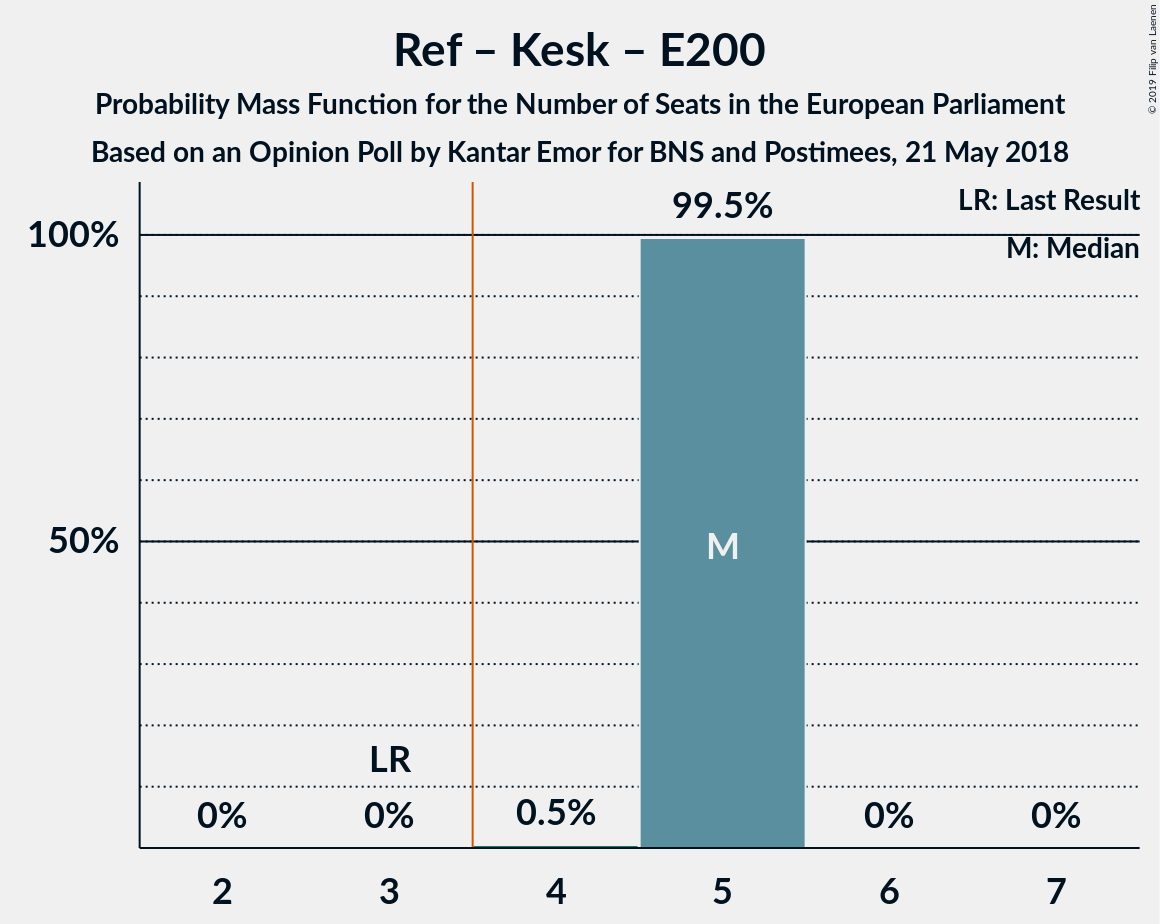 Ref – Kesk – E200
Probability Mass Function for the Number of Seats in the European Parliament
Based on an Opinion Poll by Kantar Emor for BNS and Postimees, 21 May 2018
© 2019 Filip van Laenen
LR: Last Result
M: Median
100%
50%
99.5%
M
LR
0%
0%
0.5%
0%
0%
2
3
4
5
6
7